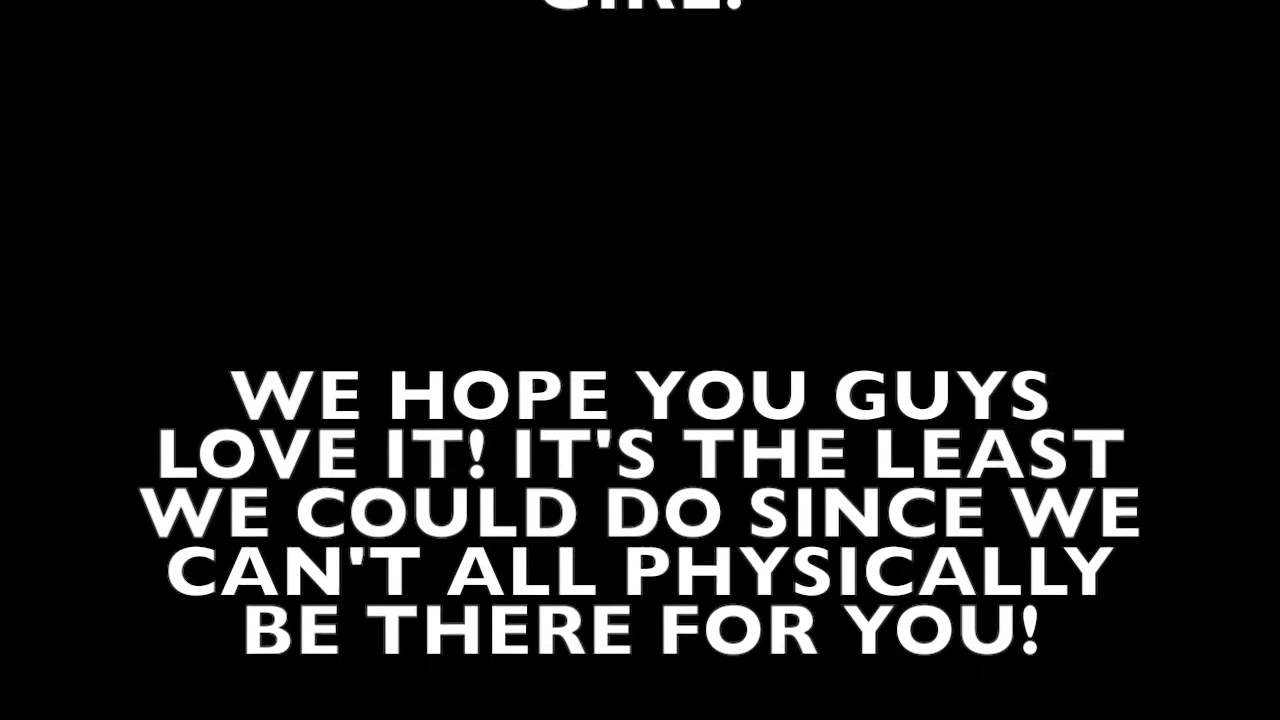 GIRL!
WE HOPE YOU GUYS
LOVE IT! IT'S THE LEAST
WE COULD DO SINCE WE
CAN'T ALL PHYSICALLY
BE THERE FOR YOU!